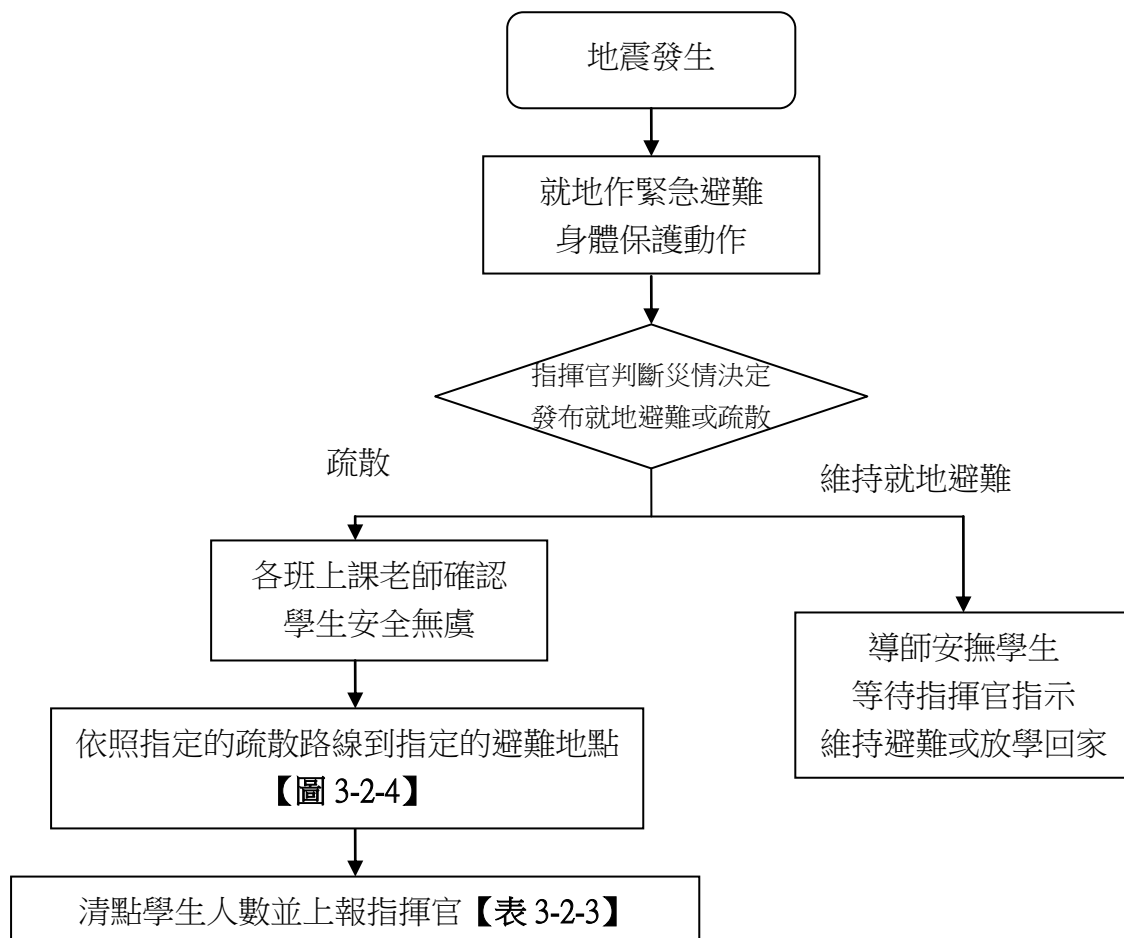 地震發生
就地作緊急避難
身體保護動作
指揮官判斷災情決定
發布就地避難或疏散
疏散
維持就地避難
各班上課老師確認
學生安全無虞
導師安撫學生
等待指揮官指示
維持避難或放學回家
依照指定的疏散路線到指定的避難地點
【圖 3-2-4】
清點學生人數並上報指揮官【表 3-2-3】